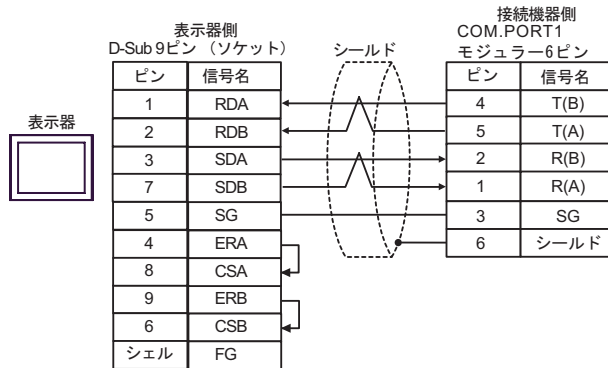 表示器側
D-Sub 9ピン （ソケット）
シールド
接続機器側
COM.PORT1
モジュラー6ピン
表示器
ピン 信号名
1 RDA
2 RDB
3 SDA
7 SDB
5 SG
4 ERA
8 CSA
9 ERB
6 CSB
シェル FG
ピン 信号名
4 T(B)
5 T(A)
2 R(B)
1 R(A)
3 SG
6 シールド